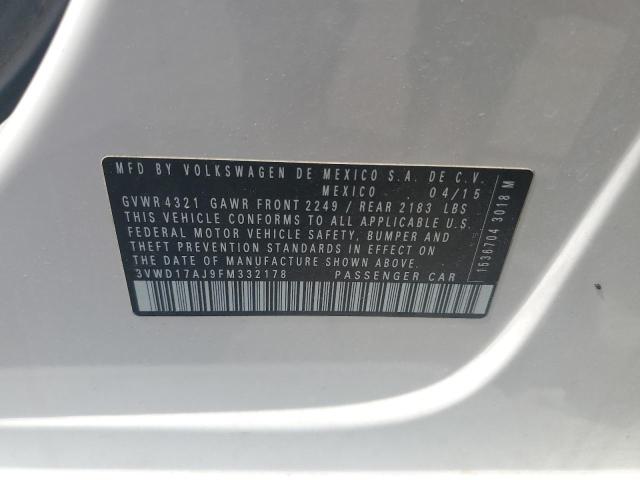 MFD BY VOLKSWAGEN DE MEXICO S.A. DE C.V.
MEXICO 04/15
GVWR 4321 GAWR FRONT 2249 / REAR 2183 LBS
THIS VEHICLE CONFORMS TO ALL APPLICABLE U.S.
FEDERAL MOTOR VEHICLE SAFETY, BUMPER AND
THEFT PREVENTION STANDARDS IN EFFECT ON
THE DATE OF MANUFACTURE SHOWN ABOVE.
3VWD17AJ9FM332178 PASSENGER CAR
1536704 3018 M